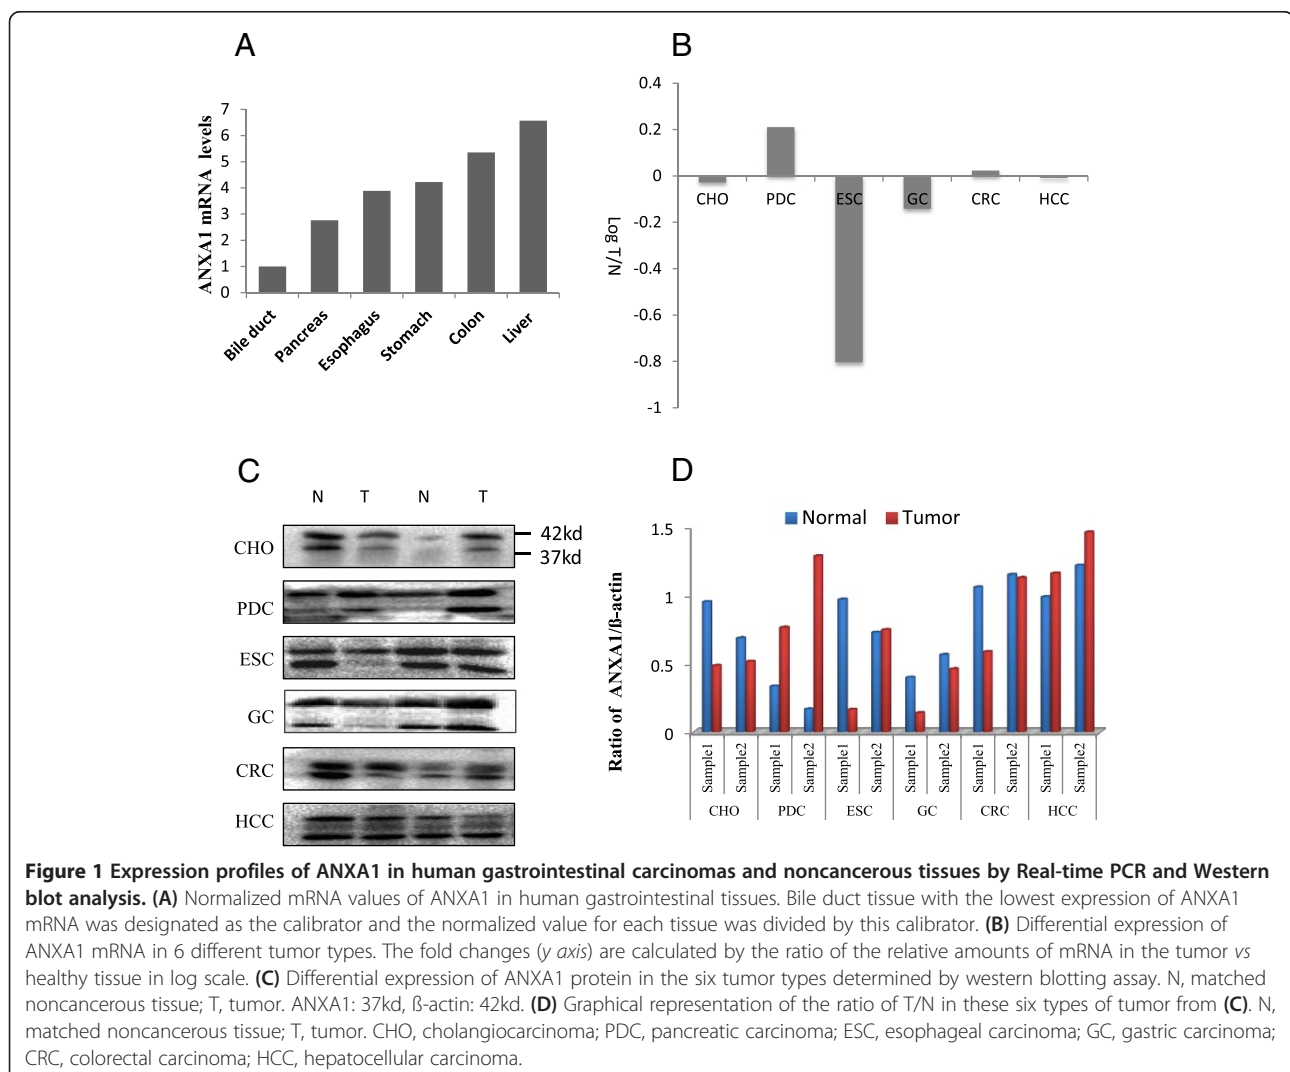 A
ANXA1 mRNA levels
7
6
5
4
3
2
1
0
Bile duct
Pancreas
Esophagus
Stomach
Colon
Liver
B
Log T/N
0.4
0.2
0
-0.2
-0.4
-0.6
-0.8
-1
CHO
PDC
ESC
GC
CRC
HCC
C
N T N T
CHO
42kd
37kd
PDC
ESC
GC
CRC
HCC
D
Normal Tumor
Ratio of ANXA1/ß-actin
1.5
1
0.5
0
Sample1 Sample2 Sample1 Sample2 Sample1 Sample2 Sample1 Sample2 Sample1 Sample2 Sample1 Sample2
CHO PDC ESC GC CRC HCC
Figure 1 Expression profiles of ANXA1 in human gastrointestinal carcinomas and noncancerous tissues by Real-time PCR and Western
blot analysis. (A) Normalized mRNA values of ANXA1 in human gastrointestinal tissues. Bile duct tissue with the lowest expression of ANXA1
mRNA was designated as the calibrator and the normalized value for each tissue was divided by this calibrator. (B) Differential expression of
ANXA1 mRNA in 6 different tumor types. The fold changes (y axis) are calculated by the ratio of the relative amounts of mRNA in the tumor vs
healthy tissue in log scale. (C) Differential expression of ANXA1 protein in the six tumor types determined by western blotting assay. N, matched
noncancerous tissue; T, tumor. ANXA1: 37kd, ß-actin: 42kd. (D) Graphical representation of the ratio of T/N in these six types of tumor from (C). N,
matched noncancerous tissue; T, tumor. CHO, cholangiocarcinoma; PDC, pancreatic carcinoma; ESC, esophageal carcinoma; GC, gastric carcinoma;
CRC, colorectal carcinoma; HCC, hepatocellular carcinoma.